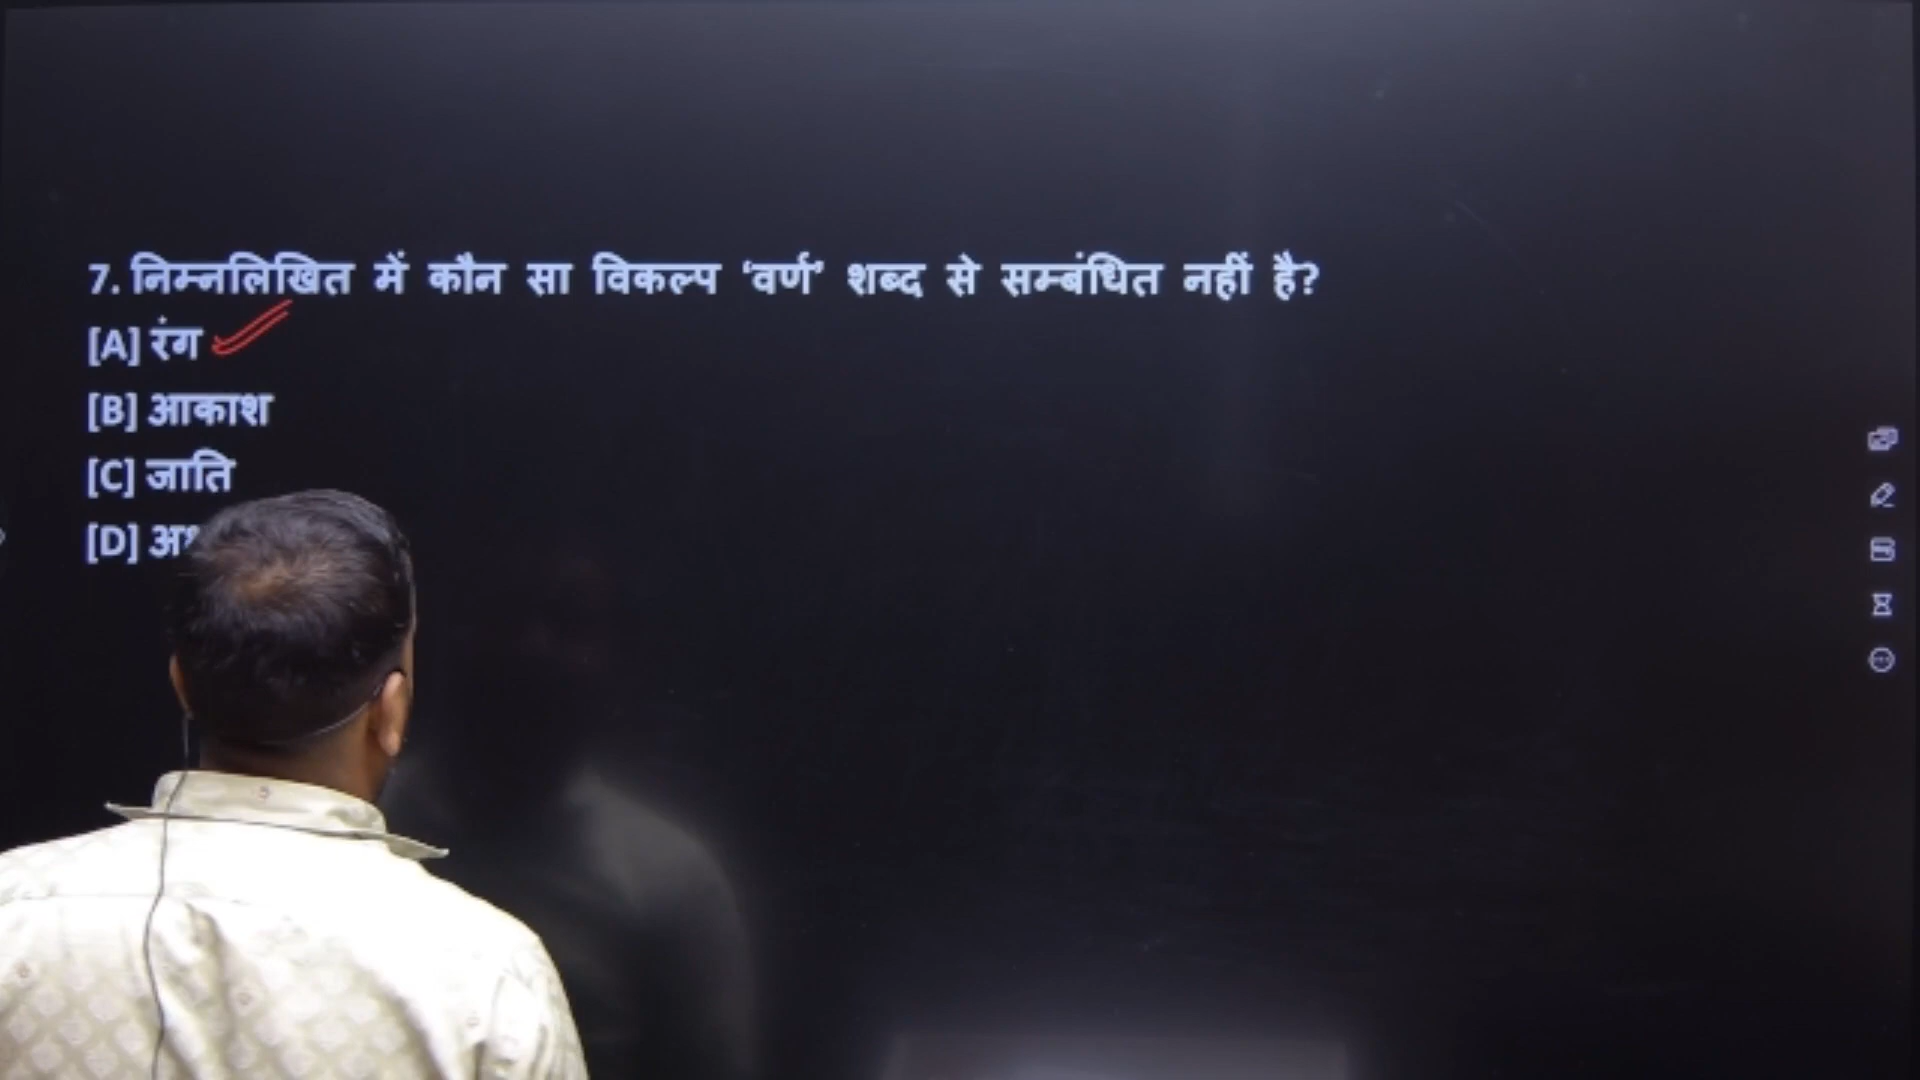 7. निम्नलिखित में कौन सा विकल्प ‘वर्ण’ शब्द से सम्बंधित नहीं है?
[A] रंग
[B] आकाश
[C] जाति
[D]